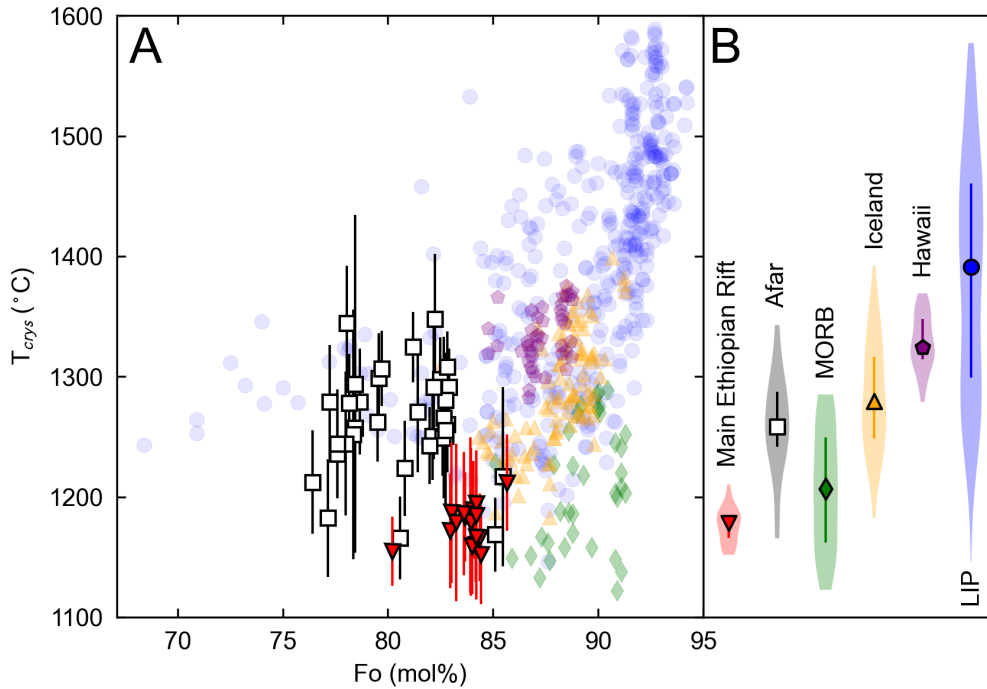 A
B
1600
1500
1400
1300
1200
1100
T_crys (°C)
70
75
80
85
90
95
Fo (mol%)
Main Ethiopian Rift
Afar
MORB
Iceland
Hawaii
LIP